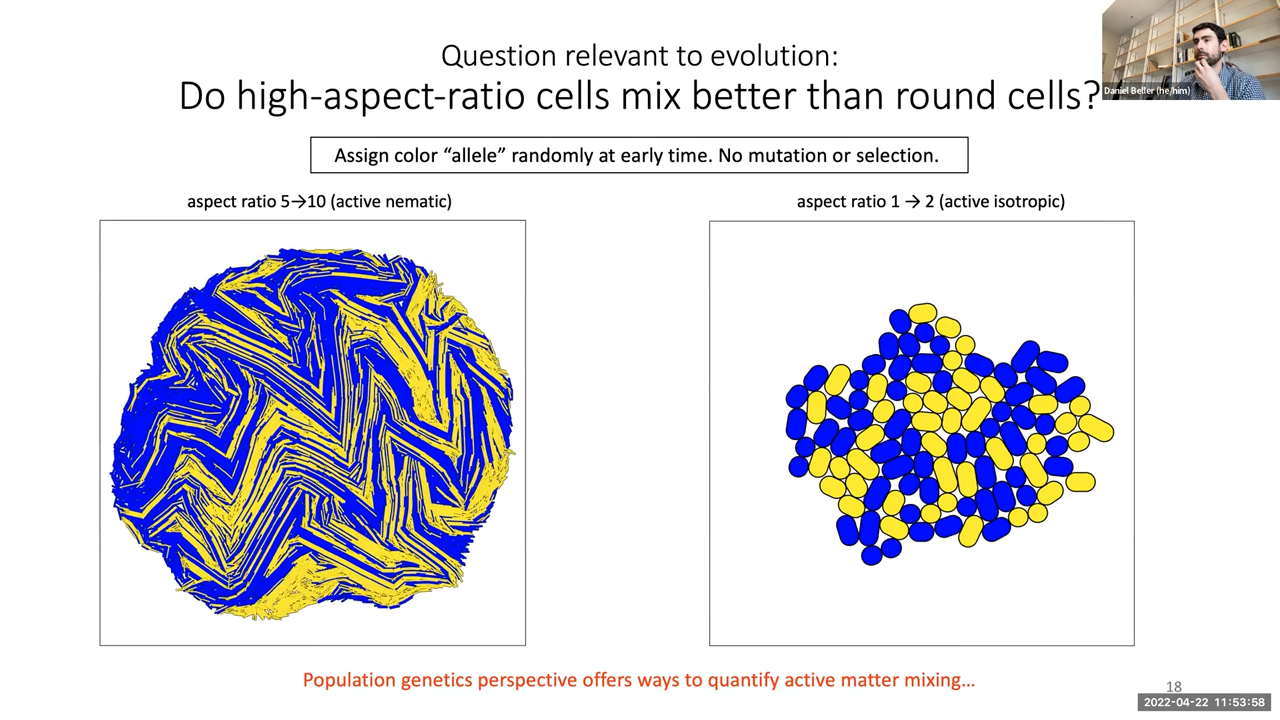 Question relevant to evolution:
Do high-aspect-ratio cells mix better than round cells?
Daniel Beller (he/him)
Assign color “allele” randomly at early time. No mutation or selection.
aspect ratio 5→10 (active nematic)
aspect ratio 1 → 2 (active isotropic)
Population genetics perspective offers ways to quantify active matter mixing…
18
2022-04-22 11:53:58